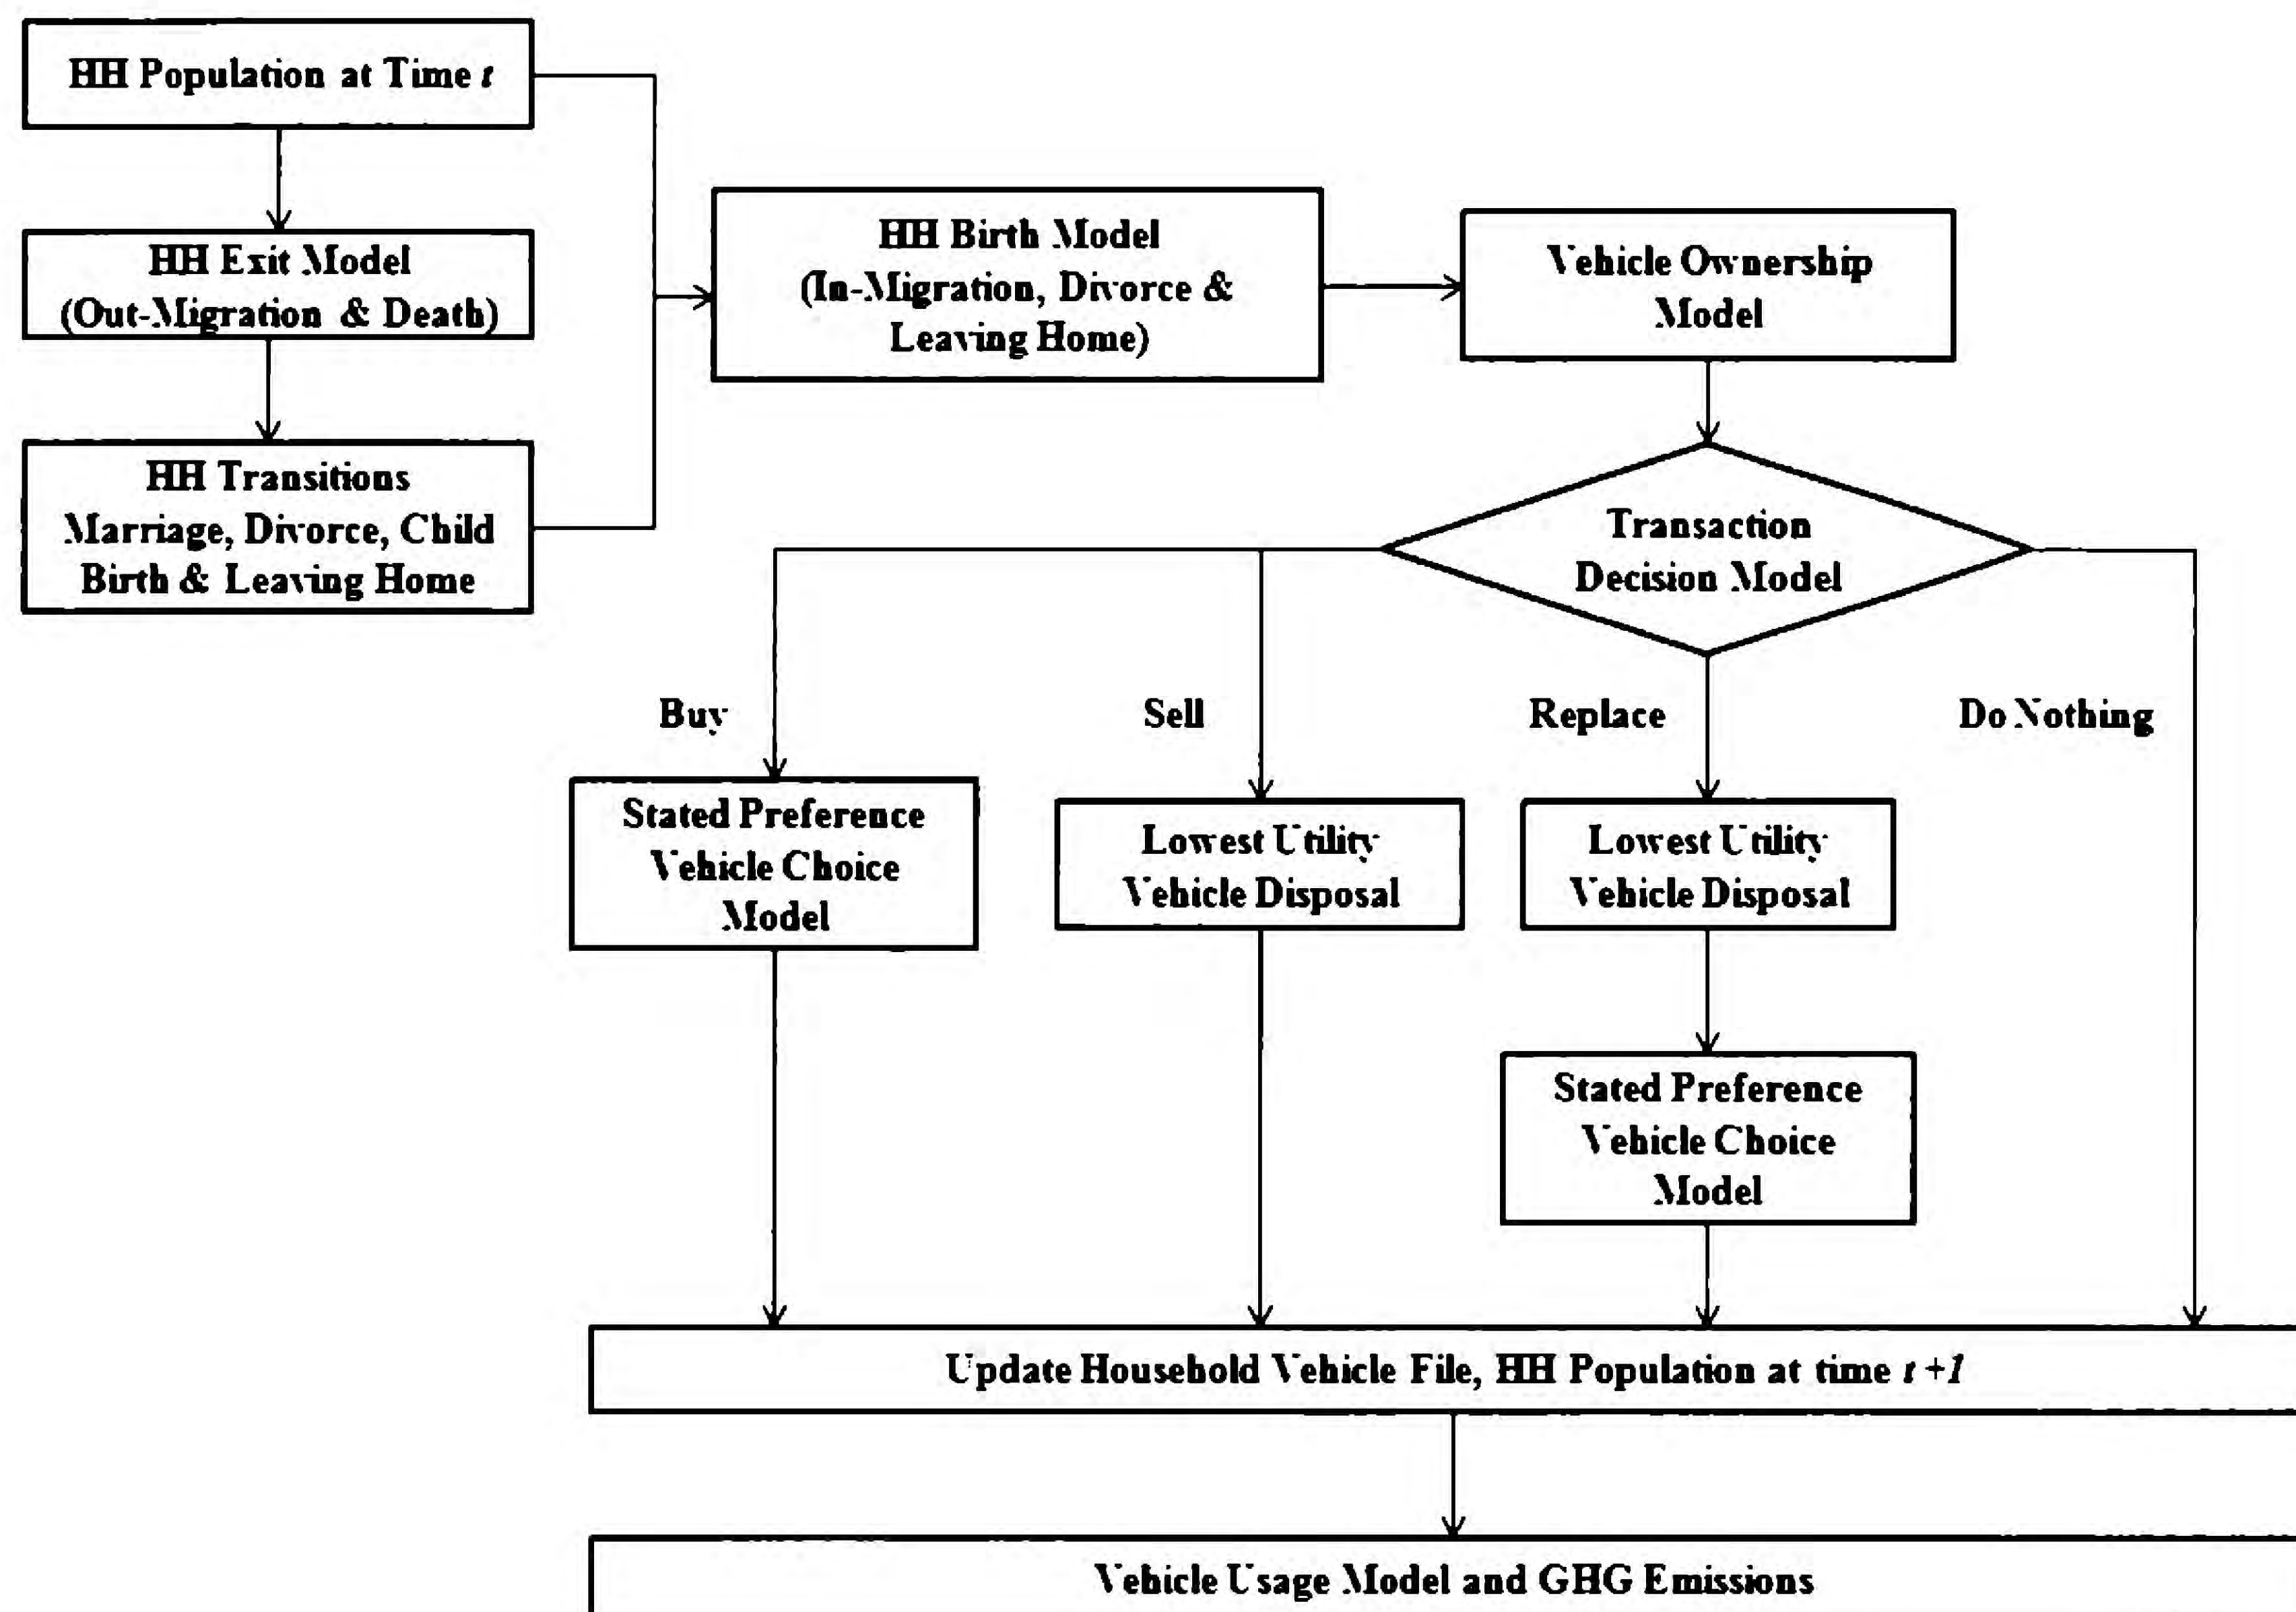 HH Population at Time t
HH Exit Model
(Out-Migration & Death)
HH Transitions
Marriage, Divorce, Child
Birth & Leaving Home
HH Birth Model
(In-Migration, Divorce &
Leaving Home)
Vehicle Ownership
Model
Transaction
Decision Model
Buy
Sell
Replace
Do Nothing
Stated Preference
Vehicle Choice
Model
Lowest Utility
Vehicle Disposal
Lowest Utility
Vehicle Disposal
Stated Preference
Vehicle Choice
Model
Update Household Vehicle File, HH Population at time t +1
Vehicle Usage Model and GHG Emissions